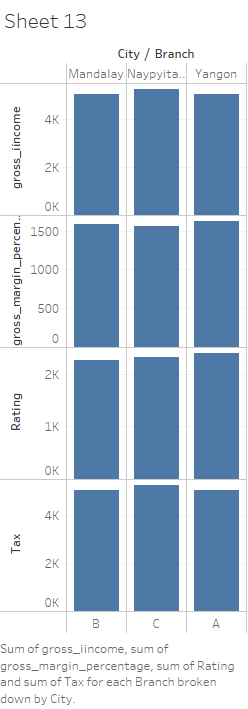 Sheet 13
City / Branch
Mandalay Naypyita.. Yangon
gross_iincome
4K
2K
0K
gross_margin_percen..
1500
1000
500
0
Rating
2K
1K
0K
Tax
4K
2K
0K
B C A
Sum of gross_iincome, sum of
gross_margin_percentage, sum of Rating
and sum of Tax for each Branch broken
down by City.